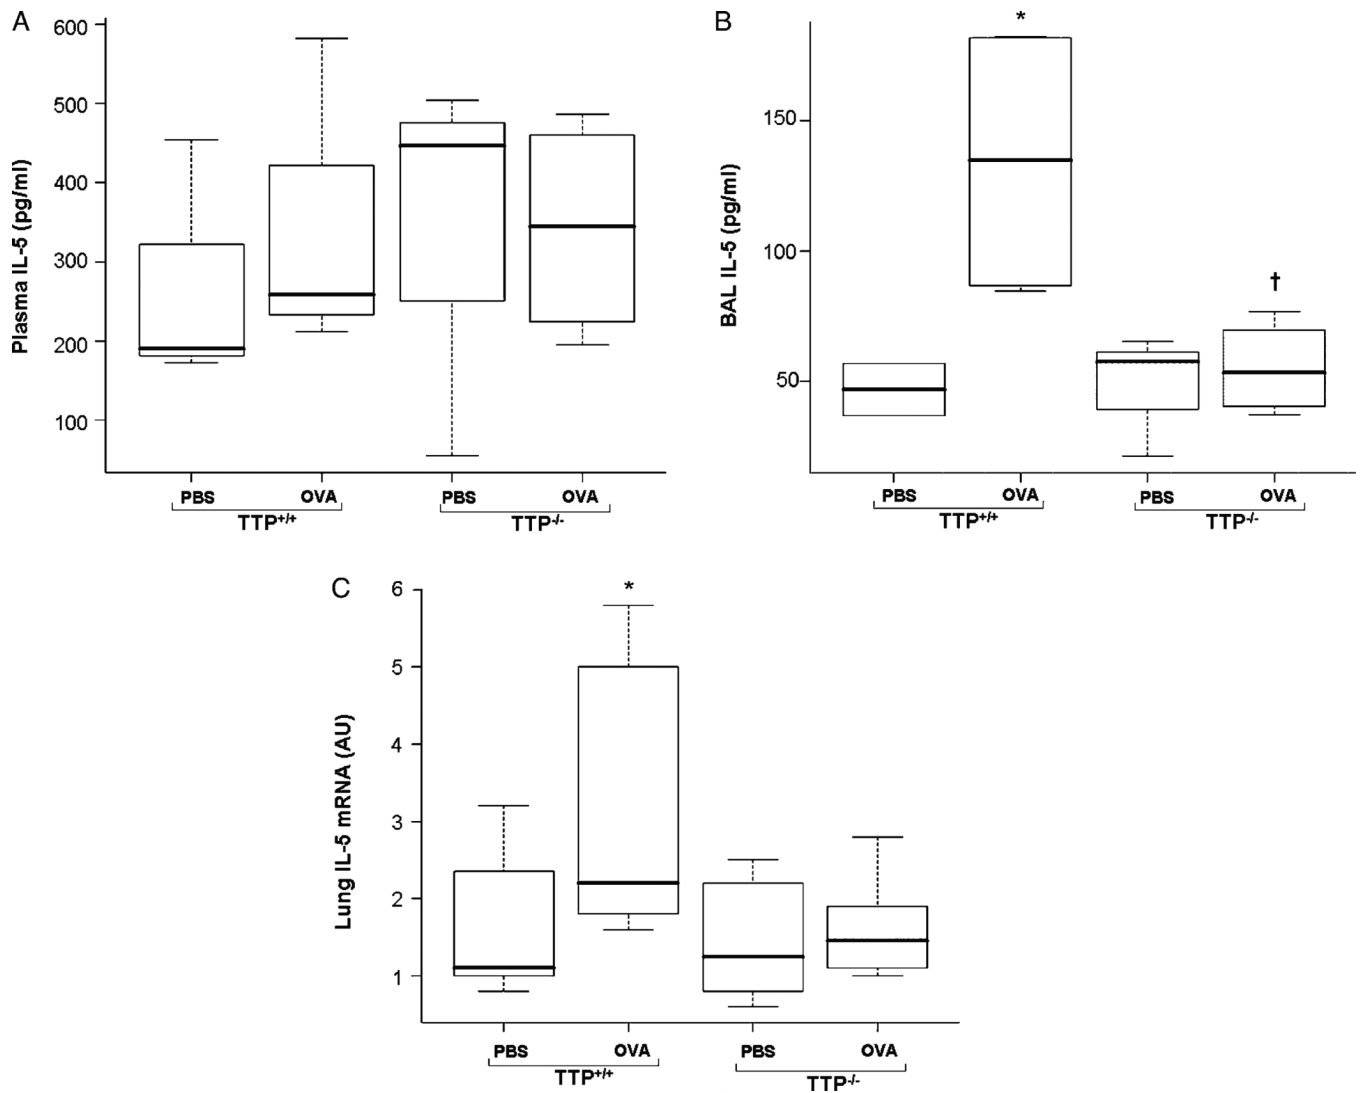 A
Plasma IL-5 (pg/ml)
600
500
400
300
200
100
PBS OVA PBS OVA
TTP+/+ TTP-/-
B
BAL IL-5 (pg/ml)
*
150
100
†
50
PBS OVA PBS OVA
TTP+/+ TTP-/-
C
Lung IL-5 mRNA (AU)
*
6
5
4
3
2
1
PBS OVA PBS OVA
TTP+/+ TTP-/-